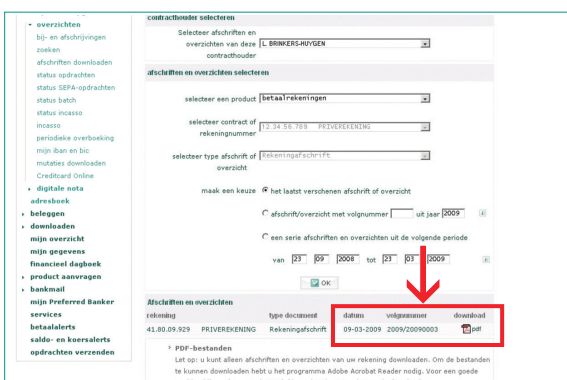 overzichten
bij- en afschrijvingen
zoeken
afschriften downloaden
status opdrachten
status SEPA-opdrachten
status batch
status incasso
incasso
periodieke overboeking
mijn iban en bic
mutaties downloaden
Creditcard Online
digitale nota
adresboek
beleggen
downloaden
mijn overzicht
mijn gegevens
financieel dagboek
product aanvragen
bankmail
mijn Preferred Banker
services
betaalalerts
saldo- en koersalerts
opdrachten verzenden
contracthouder selecteren
Selecteer afschriften en
overzichten van deze L. BRINKERS-HUYGEN
contracthouder
afschriften en overzichten selecteren
selecteer een product betaalrekeningen
selecteer contract of
rekeningnummer 12.34.56.789 PRIVEREKENING
selecteer type afschrift of Rekeningafschrift
overzicht
maak een keuze het laatst verschenen afschrift of overzicht
afschrift/overzicht met volgnummer uit jaar 2009
een serie afschriften en overzichten uit de volgende periode
van 23 09 2008 tot 23 03 2009
OK
Afschriften en overzichten
rekening type document datum volgnummer download
41.80.09.929 PRIVEREKENING Rekeningafschrift 09-03-2009 2009/20090003 pdf
PDF-bestanden
Let op: u kunt alleen afschriften en overzichten van uw rekening downloaden. Om de bestanden
te kunnen downloaden hebt u het programma Adobe Acrobat Reader nodig. Voor een goede